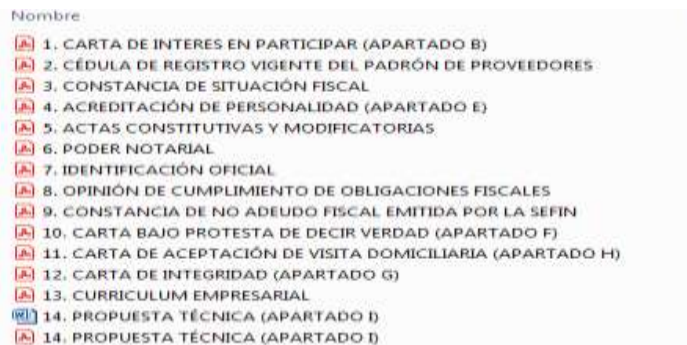 Nombre
1. CARTA DE INTERES EN PARTICIPAR (APARTADO B)
2. CÉDULA DE REGISTRO VIGENTE DEL PADRÓN DE PROVEEDORES
3. CONSTANCIA DE SITUACIÓN FISCAL
4. ACREDITACIÓN DE PERSONALIDAD (APARTADO E)
5. ACTAS CONSTITUTIVAS Y MODIFICATORIAS
6. PODER NOTARIAL
7. IDENTIFICACIÓN OFICIAL
8. OPINIÓN DE CUMPLIMIENTO DE OBLIGACIONES FISCALES
9. CONSTANCIA DE NO ADEUDO FISCAL EMITIDA POR LA SEFIN
10. CARTA BAJO PROTESTA DE DECIR VERDAD (APARTADO F)
11. CARTA DE ACEPTACIÓN DE VISITA DOMICILIARIA (APARTADO H)
12. CARTA DE INTEGRIDAD (APARTADO G)
13. CURRICULUM EMPRESARIAL
14. PROPUESTA TÉCNICA (APARTADO I)
14. PROPUESTA TÉCNICA (APARTADO I)